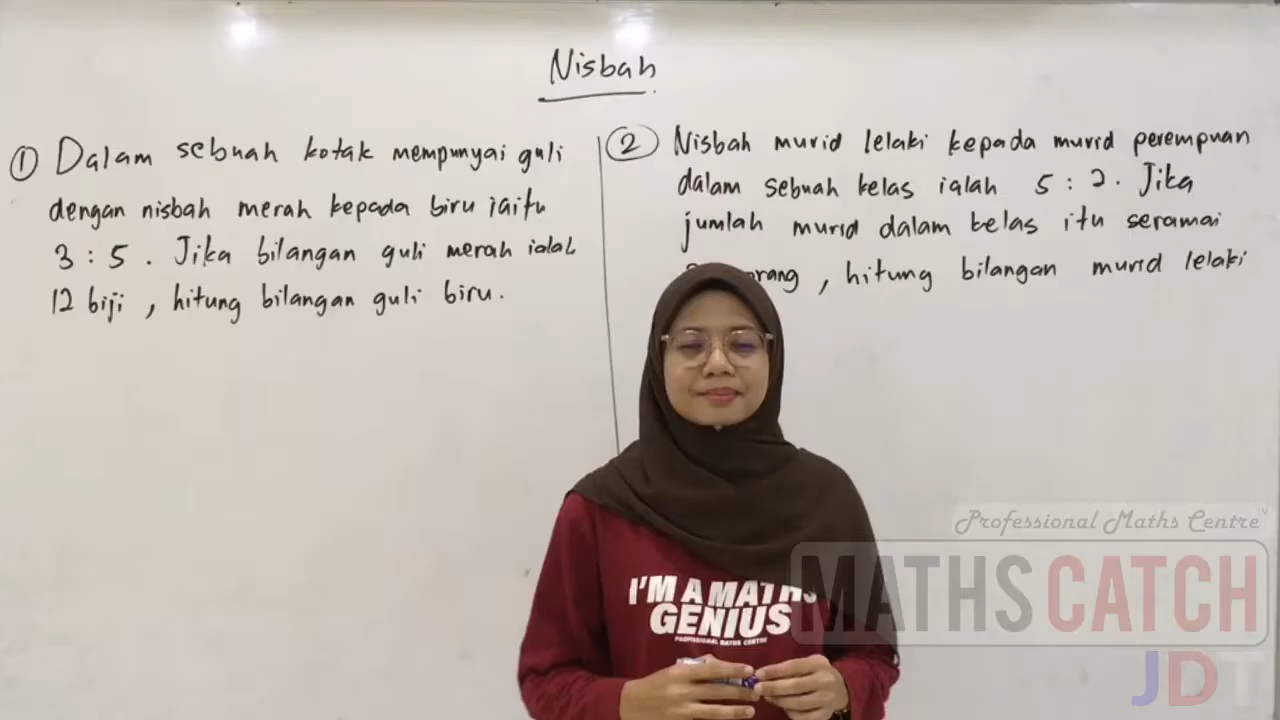 Nisbah
① Dalam sebuah kotak mempunyai guli
dengan nisbah merah kepada biru iaitu
3 : 5 . Jika bilangan guli merah ialah
12 biji , hitung bilangan guli biru.
② Nisbah murid lelaki kepada murid perempuan
dalam sebuah kelas ialah 5 : 2. Jika
jumlah murid dalam kelas itu seramai
, hitung bilangan murid lelaki
I'M A MATHS
GENIUS
PROFESSIONAL MATHS CENTRE
Professional Maths Centre
MATHSCATCH
JDT